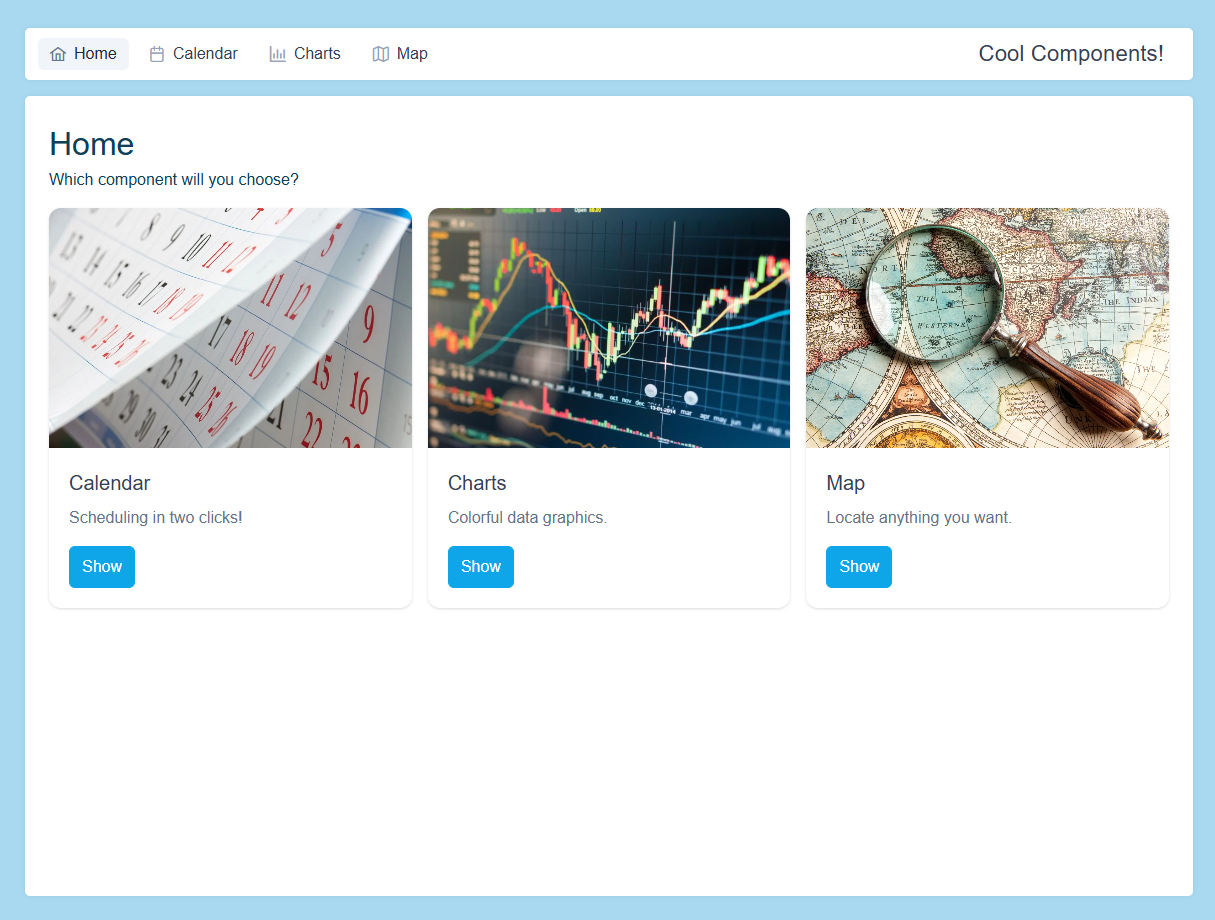 Home Calendar Charts Map Cool Components!
Home
Which component will you choose?
Calendar
Scheduling in two clicks!
Show
Charts
Colorful data graphics.
Show
Map
Locate anything you want.
Show